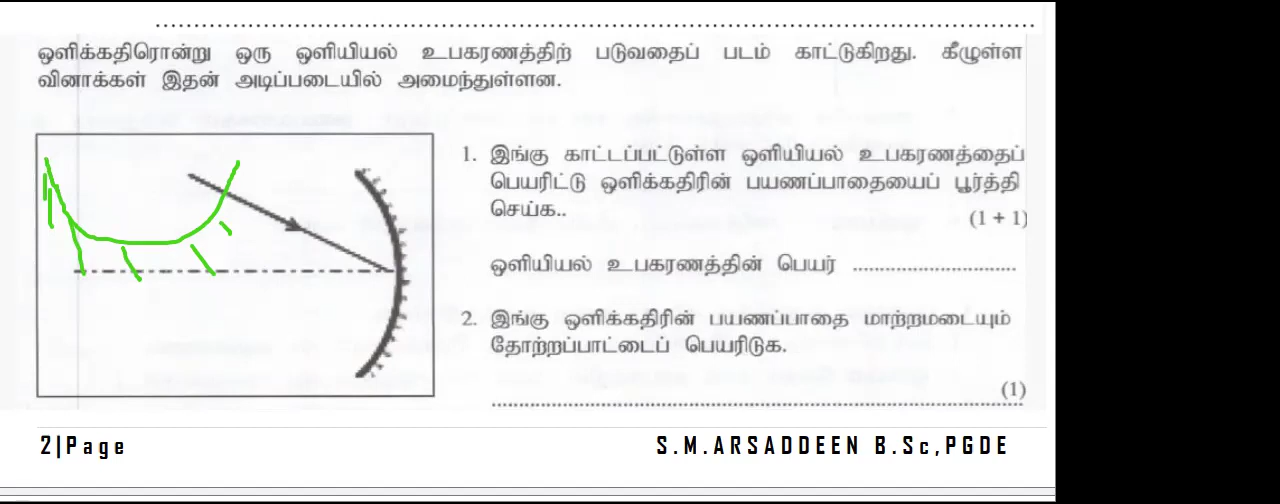 ஒளிக்கதிரொன்று ஒரு ஒளியியல் உபகரணத்திற் படுவதைப் படம் காட்டுகிறது. கீழுள்ள
வினாக்கள் இதன் அடிப்படையில் அமைந்துள்ளன.
1. இங்கு காட்டப்பட்டுள்ள ஒளியியல் உபகரணத்தைப்
பெயரிட்டு ஒளிக்கதிரின் பயணப்பாதையைப் பூர்த்தி
செய்க..
(1 + 1)
ஒளியியல் உபகரணத்தின் பெயர் ..............................
2. இங்கு ஒளிக்கதிரின் பயணப்பாதை மாற்றமடையும்
தோற்றப்பாட்டைப் பெயரிடுக.
(1)
2|Page S.M.ARSADDEEN B.Sc,PGDE